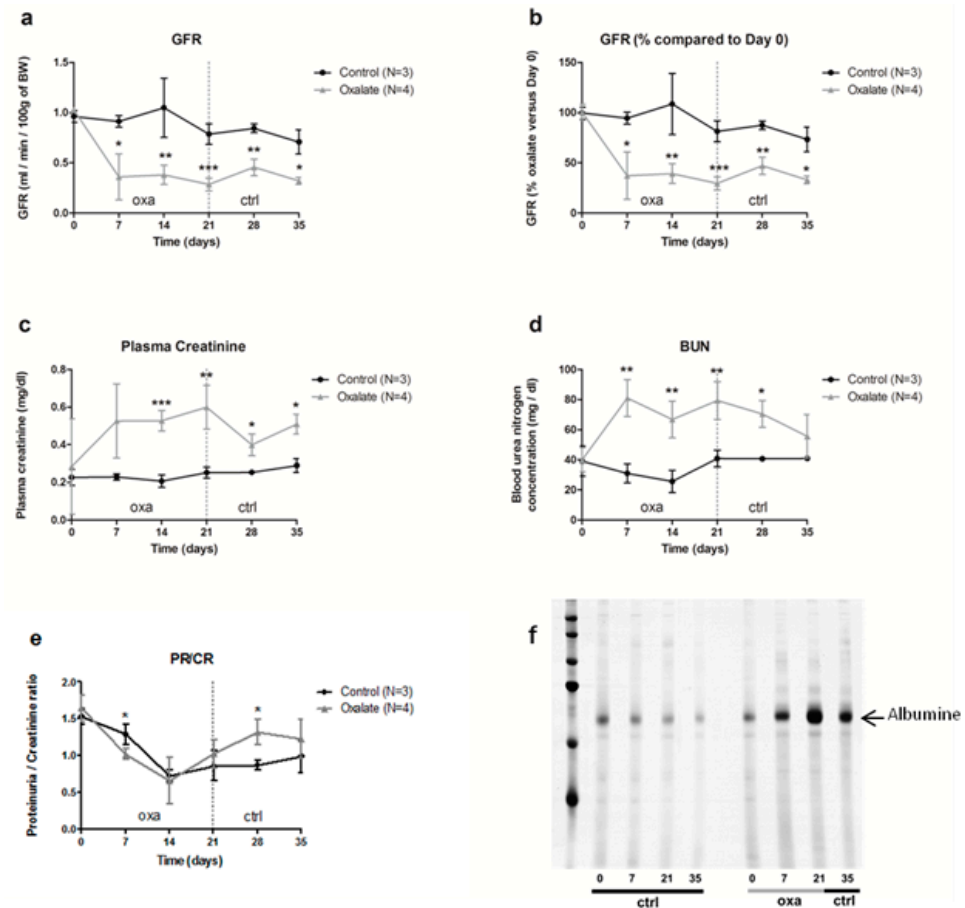 a
GFR
GFR (ml / min / 100g of BW)
1.5
1.0
0.5
0.0
* ** *** ** *
oxa ctrl
0 7 14 21 28 35
Time (days)
Control (N=3)
Oxalate (N=4)
b
GFR (% compared to Day 0)
GFR (% oxalate versus Day 0)
150
100
50
0
* ** *** ** *
oxa ctrl
0 7 14 21 28 35
Time (days)
Control (N=3)
Oxalate (N=4)
c
Plasma Creatinine
Plasma creatinine (mg/dl)
0.8
0.6
0.4
0.2
0.0
*** ** * *
oxa ctrl
0 7 14 21 28 35
Time (days)
Control (N=3)
Oxalate (N=4)
d
BUN
Blood urea nitrogen
concentration (mg / dl)
100
80
60
40
20
0
** ** ** *
oxa ctrl
0 7 14 21 28 35
Time (days)
Control (N=3)
Oxalate (N=4)
e
PR/CR
Proteinuria / Creatinine ratio
2.0
1.5
1.0
0.5
0.0
* *
oxa ctrl
0 7 14 21 28 35
Time (days)
Control (N=3)
Oxalate (N=4)
f
Albumine
0 7 21 35 0 7 21 35
ctrl oxa ctrl